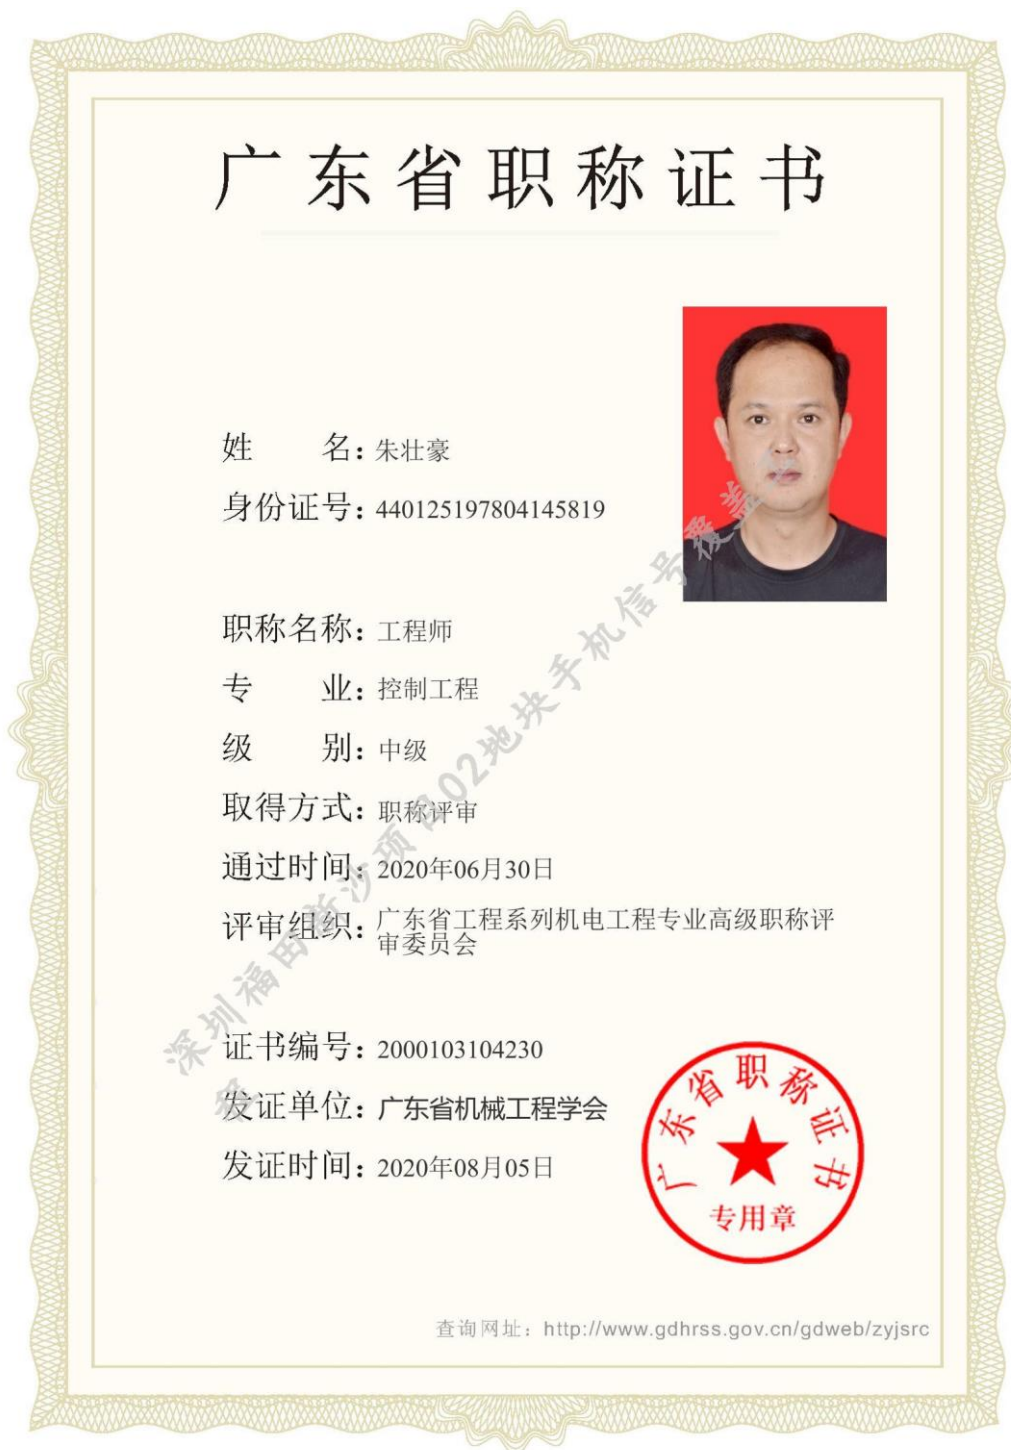 广东省职称证书
姓 名：朱壮豪
身份证号：440125197804145819
职称名称：工程师
专 业：控制工程
级 别：中级
取得方式：职称评审
通过时间：2020年06月30日
评审组织：广东省工程系列机电工程专业高级职称评
审委员会
证书编号：2000103104230
发证单位：广东省机械工程学会
发证时间：2020年08月05日
广东省职称证书
专用章
查询网址：http://www.gdhrss.gov.cn/gdweb/zyjsrc
深圳福田新沙项目02地块手机信号覆盖